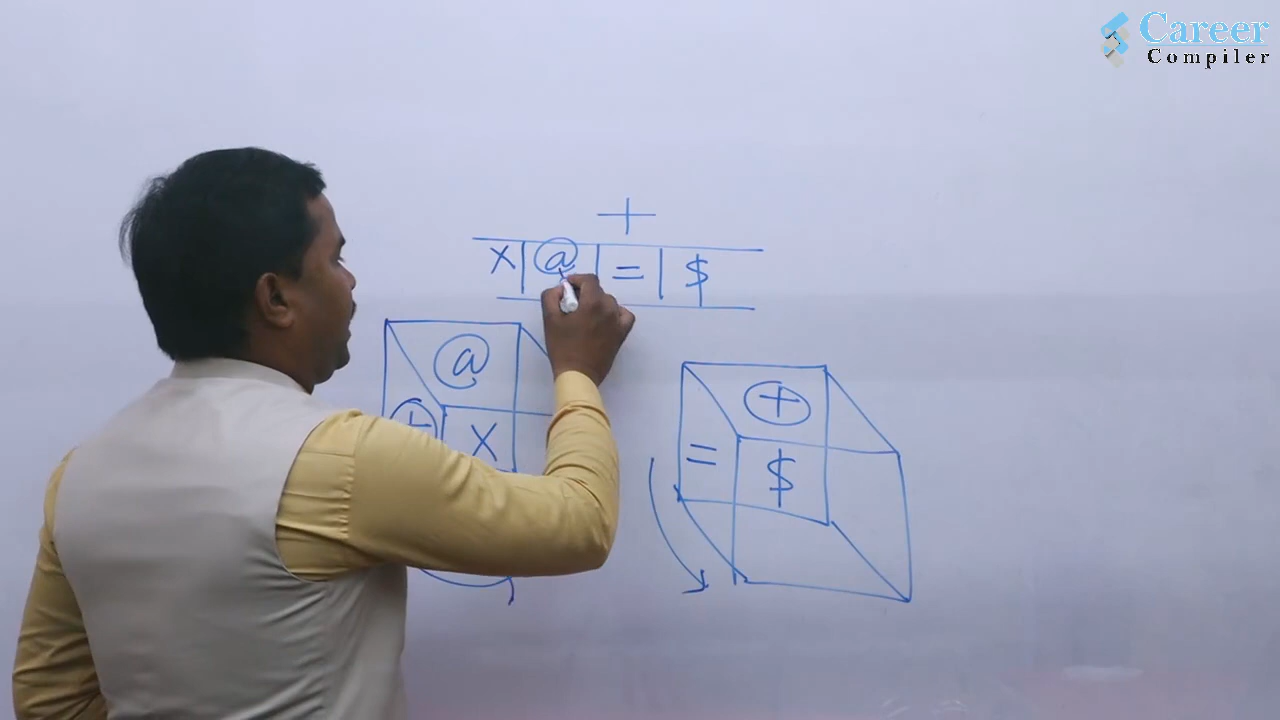 Career
Compiler
+
x @ = $
@
+ x
+
= $